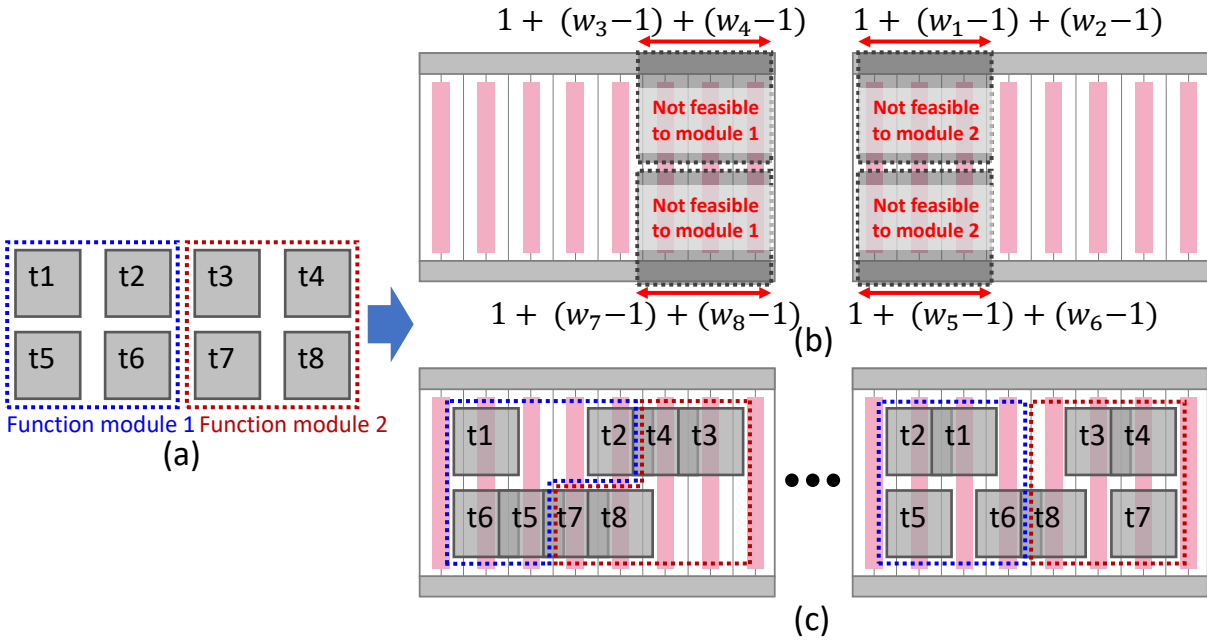 1 + (w₃−1) + (w₄−1)
1 + (w₁−1) + (w₂−1)
Not feasible
to module 1
Not feasible
to module 2
Not feasible
to module 1
Not feasible
to module 2
1 + (w₇−1) + (w₈−1)
1 + (w₅−1) + (w₆−1)
(b)
t1 t2 t3 t4
t5 t6 t7 t8
Function module 1 Function module 2
(a)
t1 t2 t4 t3
t6 t5 t7 t8
•••
t2 t1 t3 t4
t5 t6 t8 t7
(c)